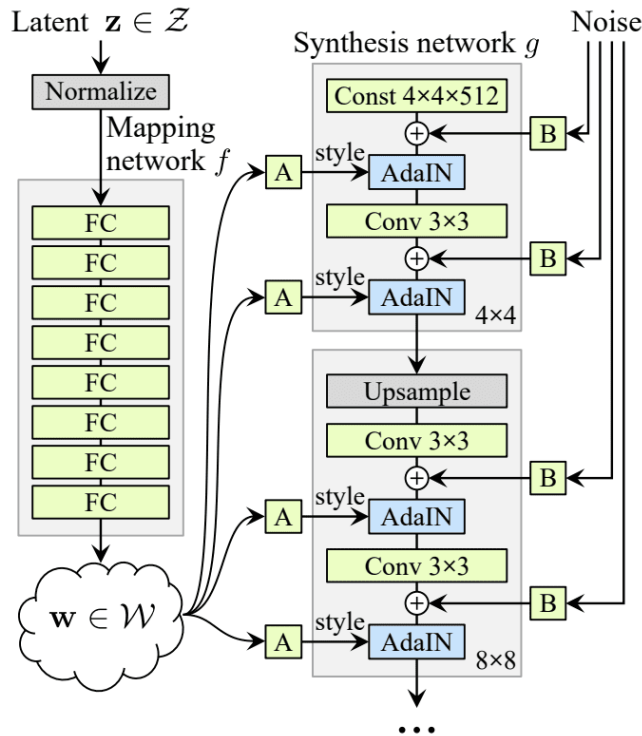 Latent z ∈ 𝒵
Normalize
Mapping
network f
FC
FC
FC
FC
FC
FC
FC
FC
w ∈ 𝒲
A
A
A
A
style
style
style
style
Synthesis network g
Const 4×4×512
+
AdaIN
Conv 3×3
+
AdaIN
4×4
Upsample
Conv 3×3
+
AdaIN
Conv 3×3
+
AdaIN
8×8
...
Noise
B
B
B
B